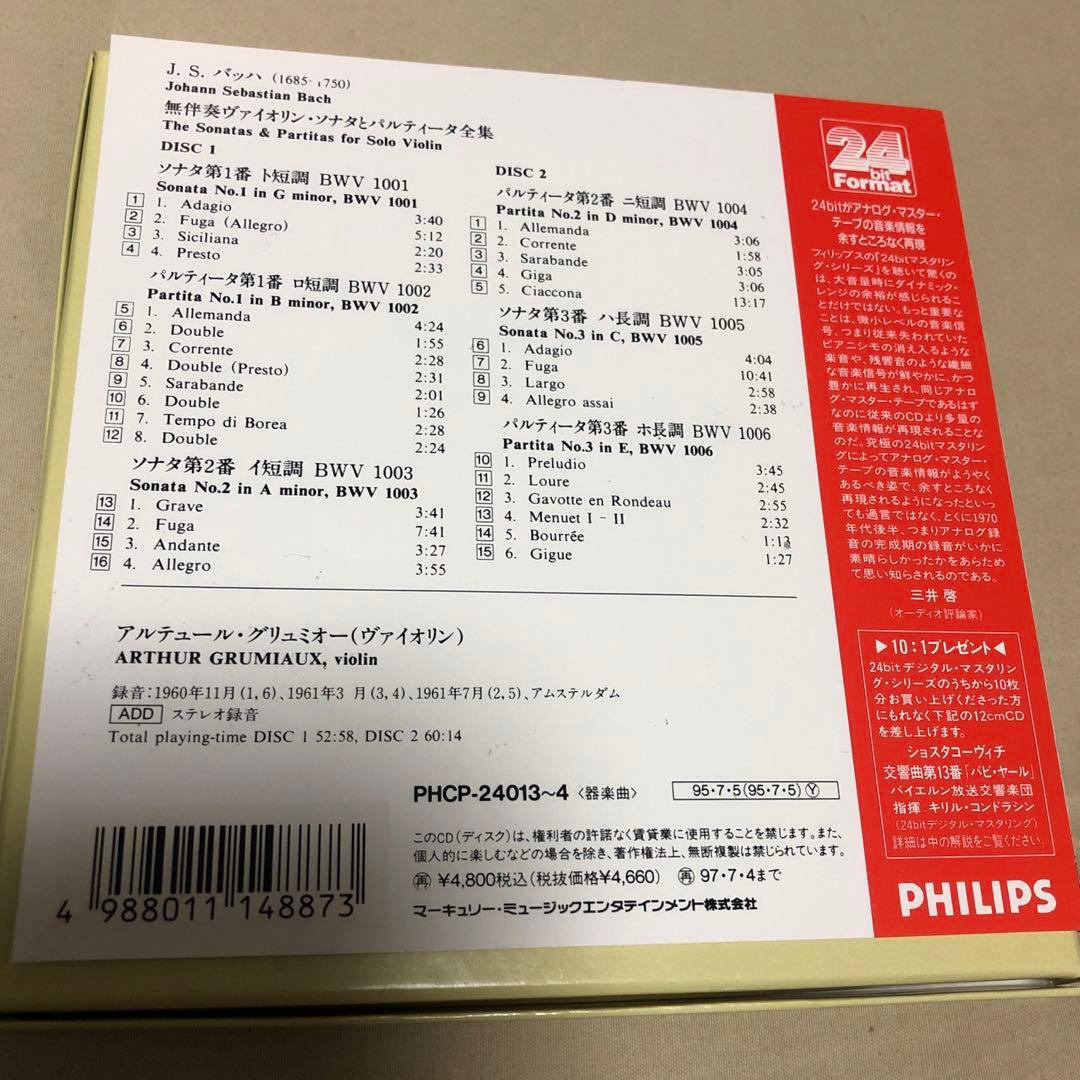 J. S. バッハ (1685-1750)
Johann Sebastian Bach
無伴奏ヴァイオリン・ソナタとパルティータ全集
The Sonatas & Partitas for Solo Violin
DISC 1
ソナタ第1番 ト短調 BWV 1001
Sonata No.1 in G minor, BWV 1001
1 1. Adagio 3:40
2 2. Fuga (Allegro) 5:12
3 3. Siciliana 2:20
4 4. Presto 2:33
パルティータ第1番 ロ短調 BWV 1002
Partita No.1 in B minor, BWV 1002
5 1. Allemanda 4:24
6 2. Double 1:55
7 3. Corrente 2:28
8 4. Double (Presto) 2:31
9 5. Sarabande 2:01
10 6. Double 1:26
11 7. Tempo di Borea 2:28
12 8. Double 2:24
ソナタ第2番 イ短調 BWV 1003
Sonata No.2 in A minor, BWV 1003
13 1. Grave 3:41
14 2. Fuga 7:41
15 3. Andante 3:27
16 4. Allegro 3:55
DISC 2
パルティータ第2番 ニ短調 BWV 1004
Partita No.2 in D minor, BWV 1004
1 1. Allemanda 3:06
2 2. Corrente 1:58
3 3. Sarabande 3:05
4 4. Giga 3:06
5 5. Ciaccona 13:17
ソナタ第3番 ハ長調 BWV 1005
Sonata No.3 in C, BWV 1005
6 1. Adagio 4:04
7 2. Fuga 10:41
8 3. Largo 2:58
9 4. Allegro assai 2:38
パルティータ第3番 ホ長調 BWV 1006
Partita No.3 in E, BWV 1006
10 1. Preludio 3:45
11 2. Loure 2:45
12 3. Gavotte en Rondeau 2:55
13 4. Menuet I - II 2:32
14 5. Bourrée 1:13
15 6. Gigue 1:27
アルテュール・グリュミオー(ヴァイオリン)
ARTHUR GRUMIAUX, violin
録音:1960年11月(1,6)、1961年3月(3,4)、1961年7月(2,5)、アムステルダム
ADD ステレオ録音
Total playing-time DISC 1 52:58, DISC 2 60:14
PHCP-24013~4〈器楽曲〉
95・7・5(95・7・5)Ⓨ
このCD(ディスク)は、権利者の許諾なく賃貸業に使用することを禁じます。また、
個人的に楽しむなどの場合を除き、著作権法上、無断複製は禁じられています。
再 ¥4,800税込(税抜価格¥4,660) 再 97・7・4まで
マーキュリー・ミュージックエンタテインメント株式会社
4 988011 148873
24
bit
Format
24bitがアナログ・マスター・
テープの音楽情報を
余すところなく再現
フィリップスの「24bitマスタリン
グ・シリーズ」を聴いて驚くの
は、大音量時にダイナミック・
レンジの余裕が感じられるこ
とだけではない。もっと重要な
ことは、微小レベルの音楽信
号、つまり従来失われていた
ピアニシモの消え入るような
楽音や、残響音のような繊細
な音楽信号が鮮やかに、かつ
豊かに再生され、同じアナロ
グ・マスター・テープであるはず
なのに従来のCDより多量の
音楽情報が再現されることな
のだ。究極の24bitマスタリン
グによってアナログ・マスター・
テープの音楽情報がようやく
あるべき姿で、余すところなく
再現されるようになったといっ
ても過言ではなく、とくに1970
年代後半、つまりアナログ録
音の完成期の録音がいかに
素晴らしかったかをあらため
て思い知らされるのである。
三井 啓
(オーディオ評論家)
▶10:1プレゼント◀
24bitデジタル・マスタリン
グ・シリーズのうちから10枚
分お買い上げくださった方
にもれなく下記の12cmCD
を差し上げます。
ショスタコーヴィチ
交響曲第13番「バビ・ヤール」
バイエルン放送交響楽団
指揮:キリル・コンドラシン
(24bitデジタル・マスタリング)
詳細は中の解説をご覧ください。
PHILIPS